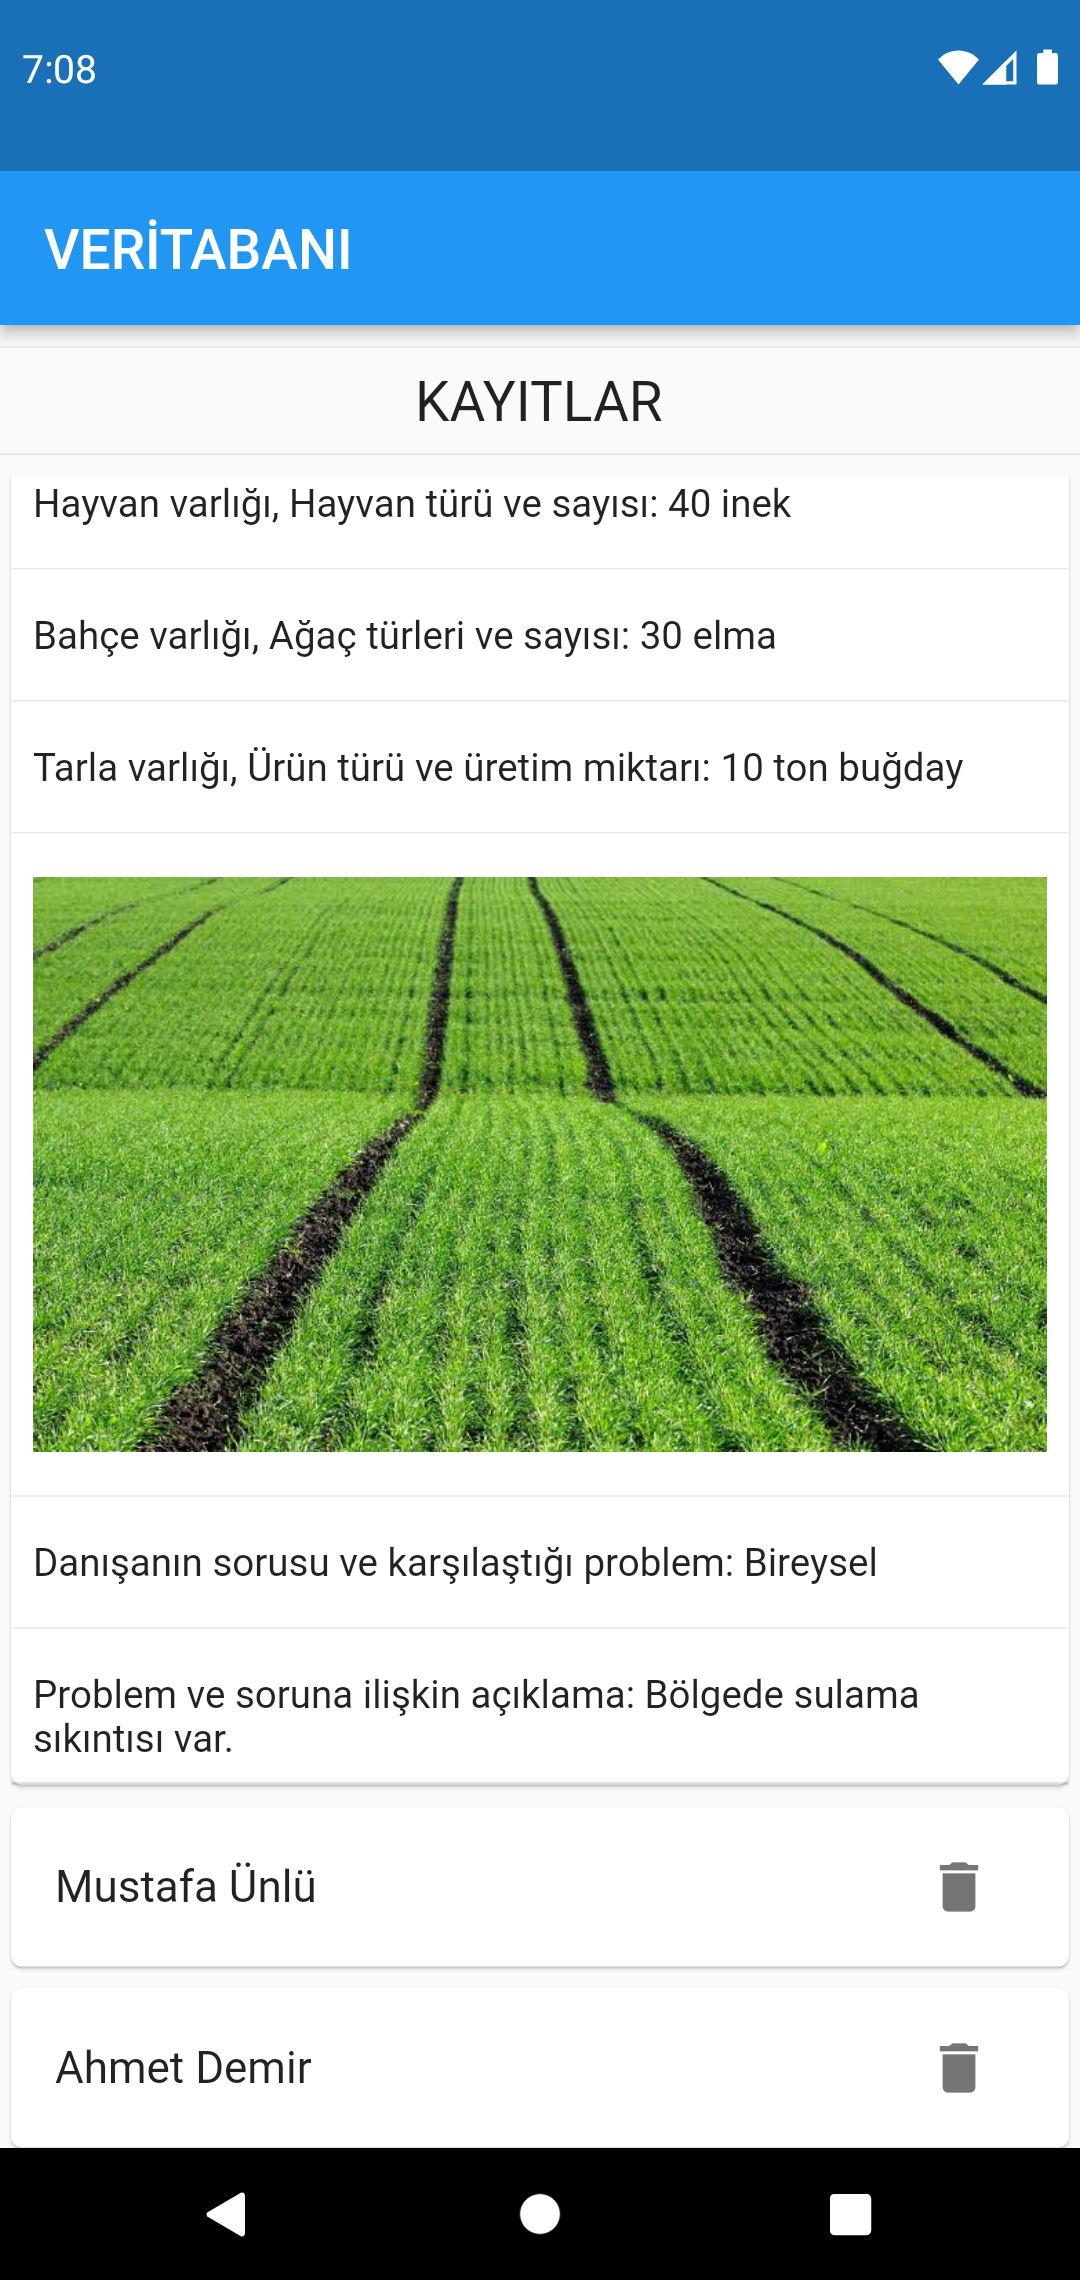 7:08
VERİTABANI
KAYITLAR
Hayvan varlığı, Hayvan türü ve sayısı: 40 inek
Bahçe varlığı, Ağaç türleri ve sayısı: 30 elma
Tarla varlığı, Ürün türü ve üretim miktarı: 10 ton buğday
Danışanın sorusu ve karşılaştığı problem: Bireysel
Problem ve soruna ilişkin açıklama: Bölgede sulama
sıkıntısı var.
Mustafa Ünlü
Ahmet Demir